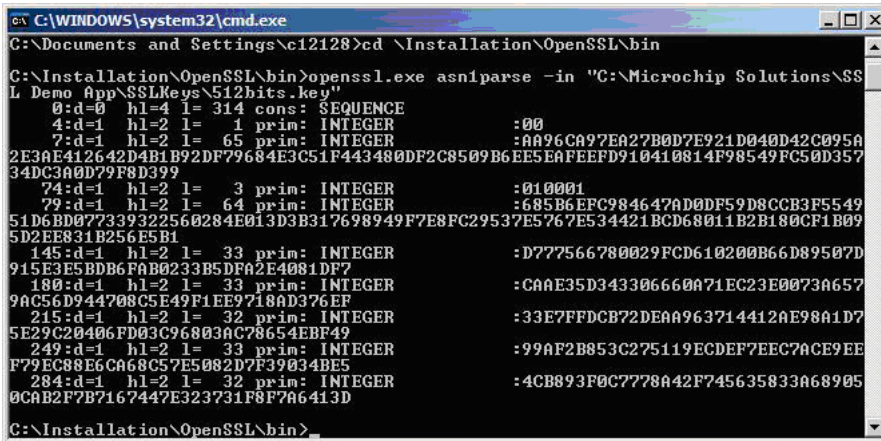 C:\WINDOWS\system32\cmd.exe
C:\Documents and Settings\c12128>cd \Installation\OpenSSL\bin
C:\Installation\OpenSSL\bin>openssl.exe asn1parse -in "C:\Microchip Solutions\SS
L Demo App\SSLKeys\512bits.key"
0:d=0 hl=4 l= 314 cons: SEQUENCE
4:d=1 hl=2 l= 1 prim: INTEGER :00
7:d=1 hl=2 l= 65 prim: INTEGER :AA96CA97EA27B0D7E921D040D42C095A
2E3AE412642D4B1B92DF79684E3C51F443480DF2C8509B6EE5EAFEEFD910410814F98549FC50D357
34DC3A0D79F8D399
74:d=1 hl=2 l= 3 prim: INTEGER :010001
79:d=1 hl=2 l= 64 prim: INTEGER :685B6EFC984647AD0DF59D8CCB3F5549
51D6BD077339322560284E013D3B317698949F7E8FC29537E5767E534421BCD68011B2B180CF1B09
5D2EE831B256E5B1
145:d=1 hl=2 l= 33 prim: INTEGER :D777566780029FCD610200B66D89507D
915E3E5BDB6FAB0233B5DFA2E4081DF7
180:d=1 hl=2 l= 33 prim: INTEGER :CAAE35D343306660A71EC23E0073A657
9AC56D944708C5E49F1EE9718AD376EF
215:d=1 hl=2 l= 32 prim: INTEGER :33E7FFDCB72DEAA963714412AE98A1D7
5E29C20406FD03C96803AC78654EBF49
249:d=1 hl=2 l= 33 prim: INTEGER :99AF2B853C275119ECDEF7EEC7ACE9EE
F79EC88E6CA68C57E5082D7F39034BE5
284:d=1 hl=2 l= 32 prim: INTEGER :4CB893F0C7778A42F745635833A68905
0CAB2F7B7167447E323731F8F7A6413D
C:\Installation\OpenSSL\bin>_